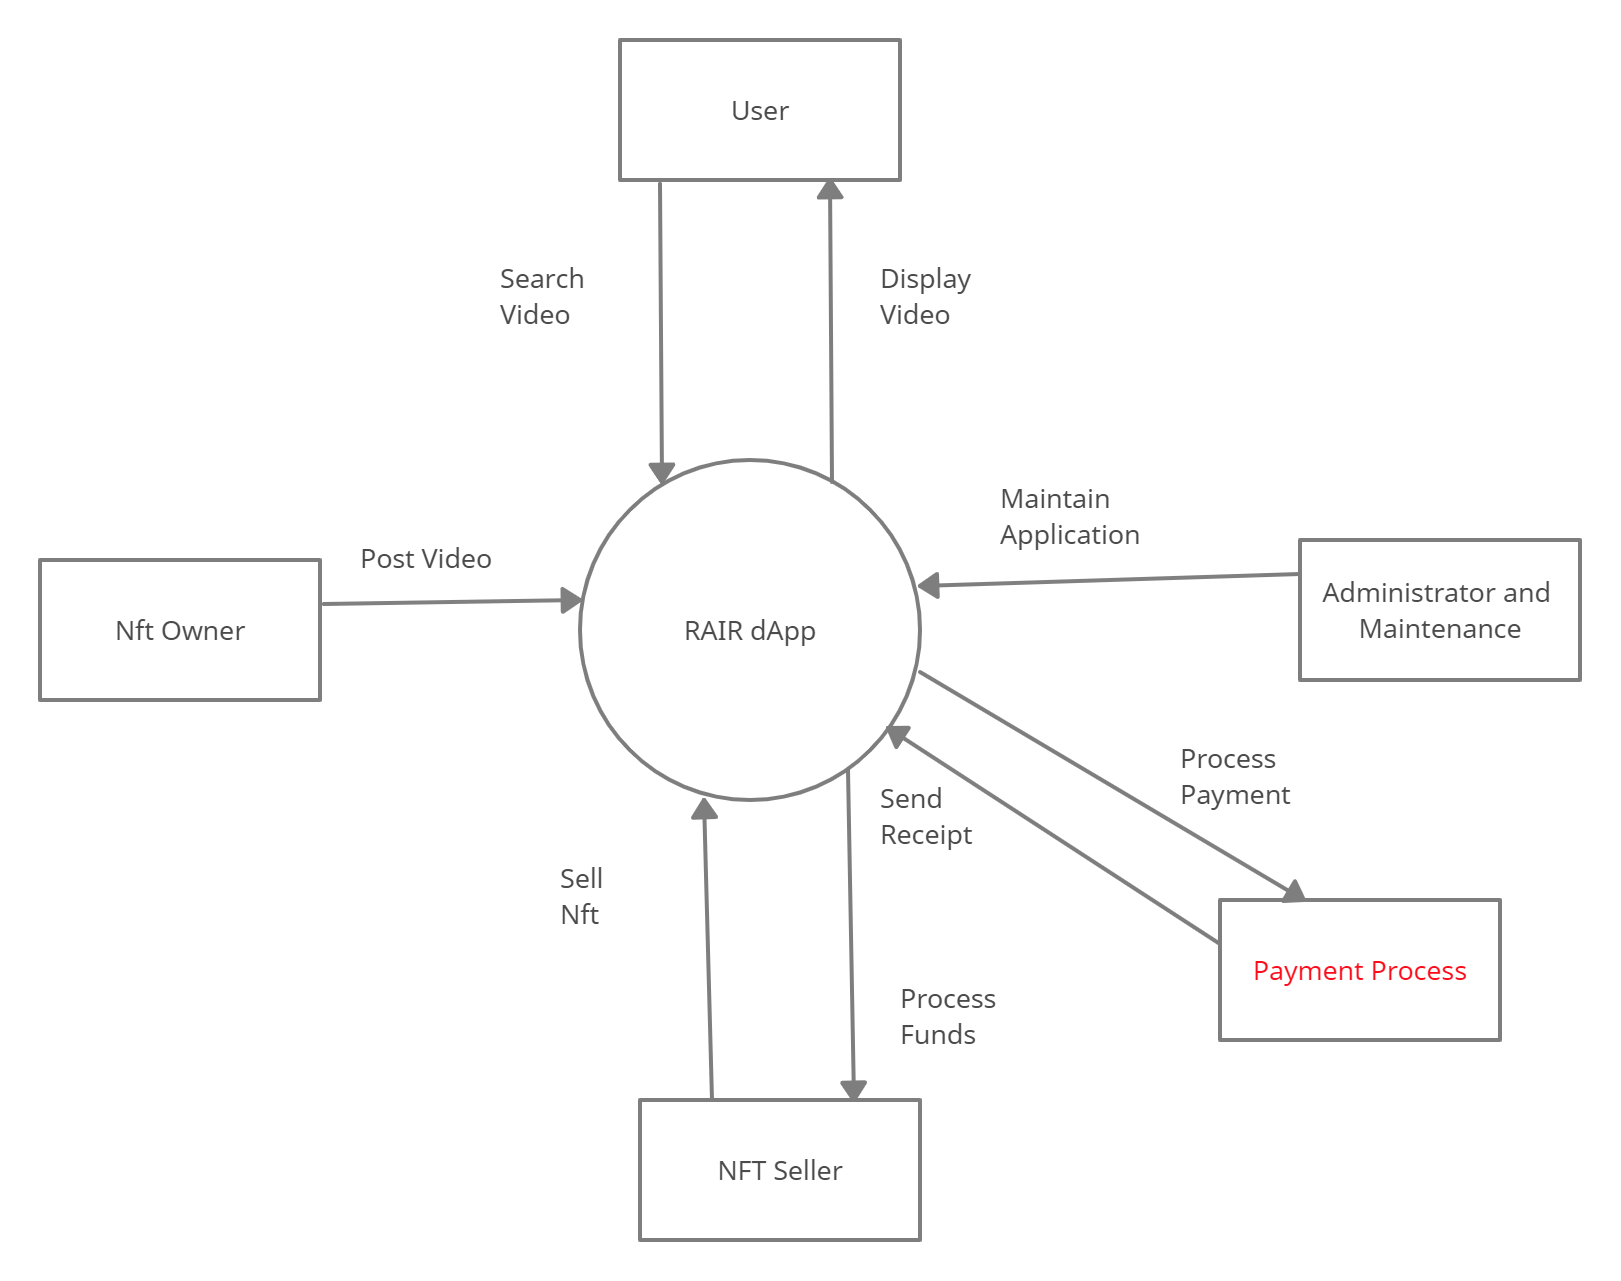 User
Search
Video
Display
Video
Maintain
Application
Post Video
Administrator and
Maintenance
Nft Owner
RAIR dApp
Process
Payment
Send
Receipt
Sell
Nft
Payment Process
Process
Funds
NFT Seller